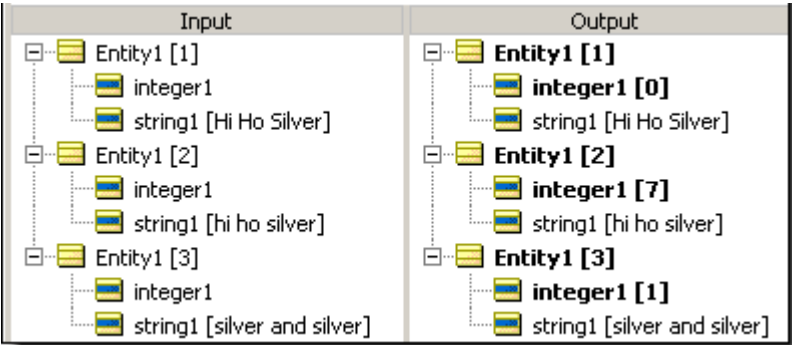 Input
Entity1 [1]
integer1
string1 [Hi Ho Silver]
Entity1 [2]
integer1
string1 [hi ho silver]
Entity1 [3]
integer1
string1 [silver and silver]
Output
Entity1 [1]
integer1 [0]
string1 [Hi Ho Silver]
Entity1 [2]
integer1 [7]
string1 [hi ho silver]
Entity1 [3]
integer1 [1]
string1 [silver and silver]